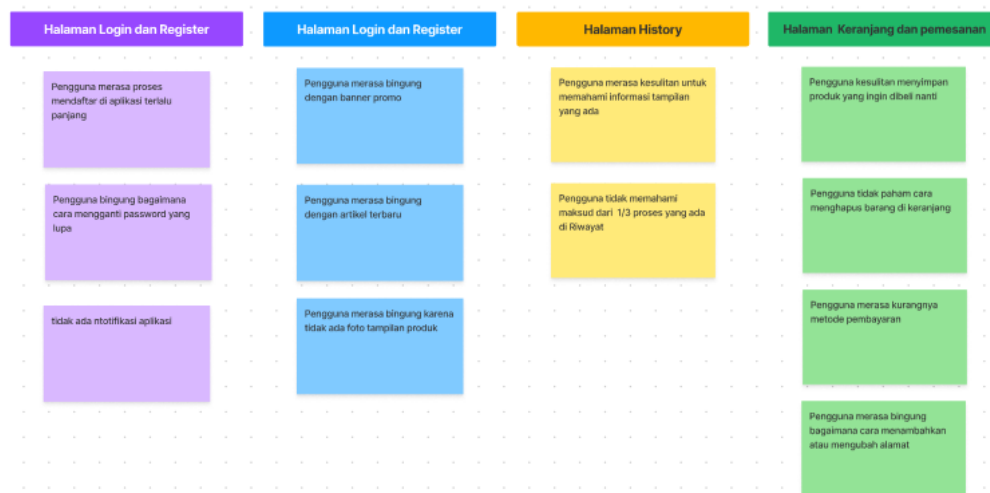 Halaman Login dan Register
Pengguna merasa proses
mendaftar di aplikasi terlalu
panjang
Pengguna bingung bagaimana
cara mengganti password yang
lupa
tidak ada ntotifikasi aplikasi
Halaman Login dan Register
Pengguna merasa bingung
dengan banner promo
Pengguna merasa bingung
dengan artikel terbaru
Pengguna merasa bingung karena
tidak ada foto tampilan produk
Halaman History
Pengguna merasa kesulitan untuk
memahami informasi tampilan
yang ada
Pengguna tidak memahami
maksud dari 1/3 proses yang ada
di Riwayat
Halaman Keranjang dan pemesanan
Pengguna kesulitan menyimpan
produk yang ingin dibeli nanti
Pengguna tidak paham cara
menghapus barang di keranjang
Pengguna merasa kurangnya
metode pembayaran
Pengguna merasa bingung
bagaimana cara menambahkan
atau mengubah alamat